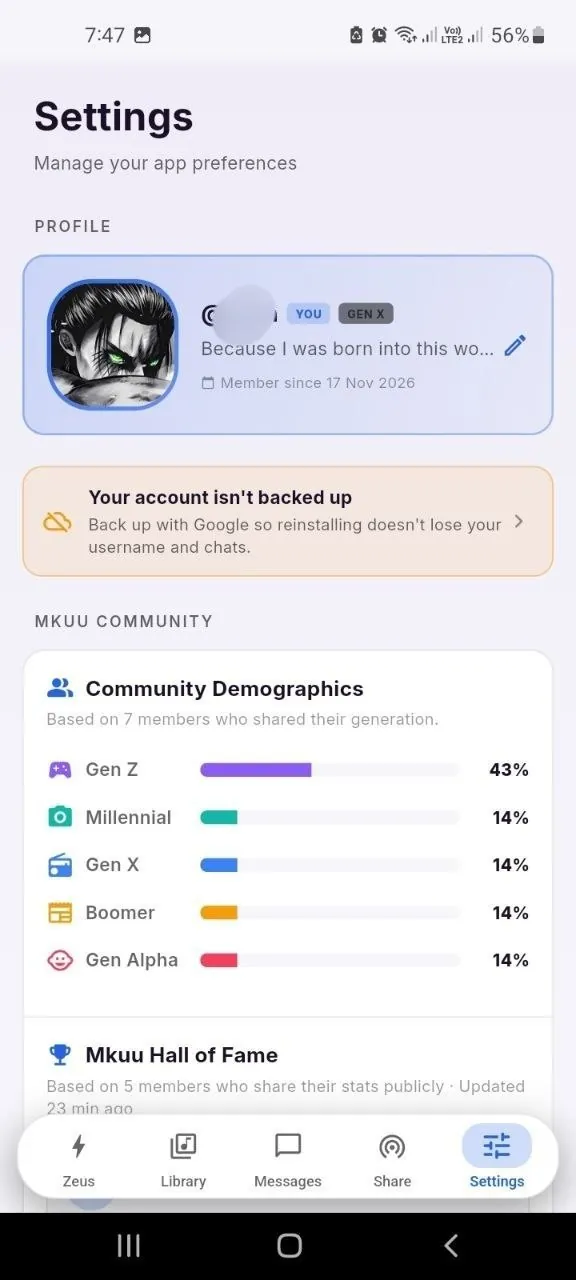 7:47
Vo))
LTE2
56%
Settings
Manage your app preferences
PROFILE
YOU GEN X
Because I was born into this wo...
Member since 17 Nov 2026
Your account isn't backed up
Back up with Google so reinstalling doesn't lose your
username and chats.
MKUU COMMUNITY
Community Demographics
Based on 7 members who shared their generation.
Gen Z 43%
Millennial 14%
Gen X 14%
Boomer 14%
Gen Alpha 14%
Mkuu Hall of Fame
Based on 5 members who share their stats publicly · Updated
23 min ago
Zeus Library Messages Share Settings